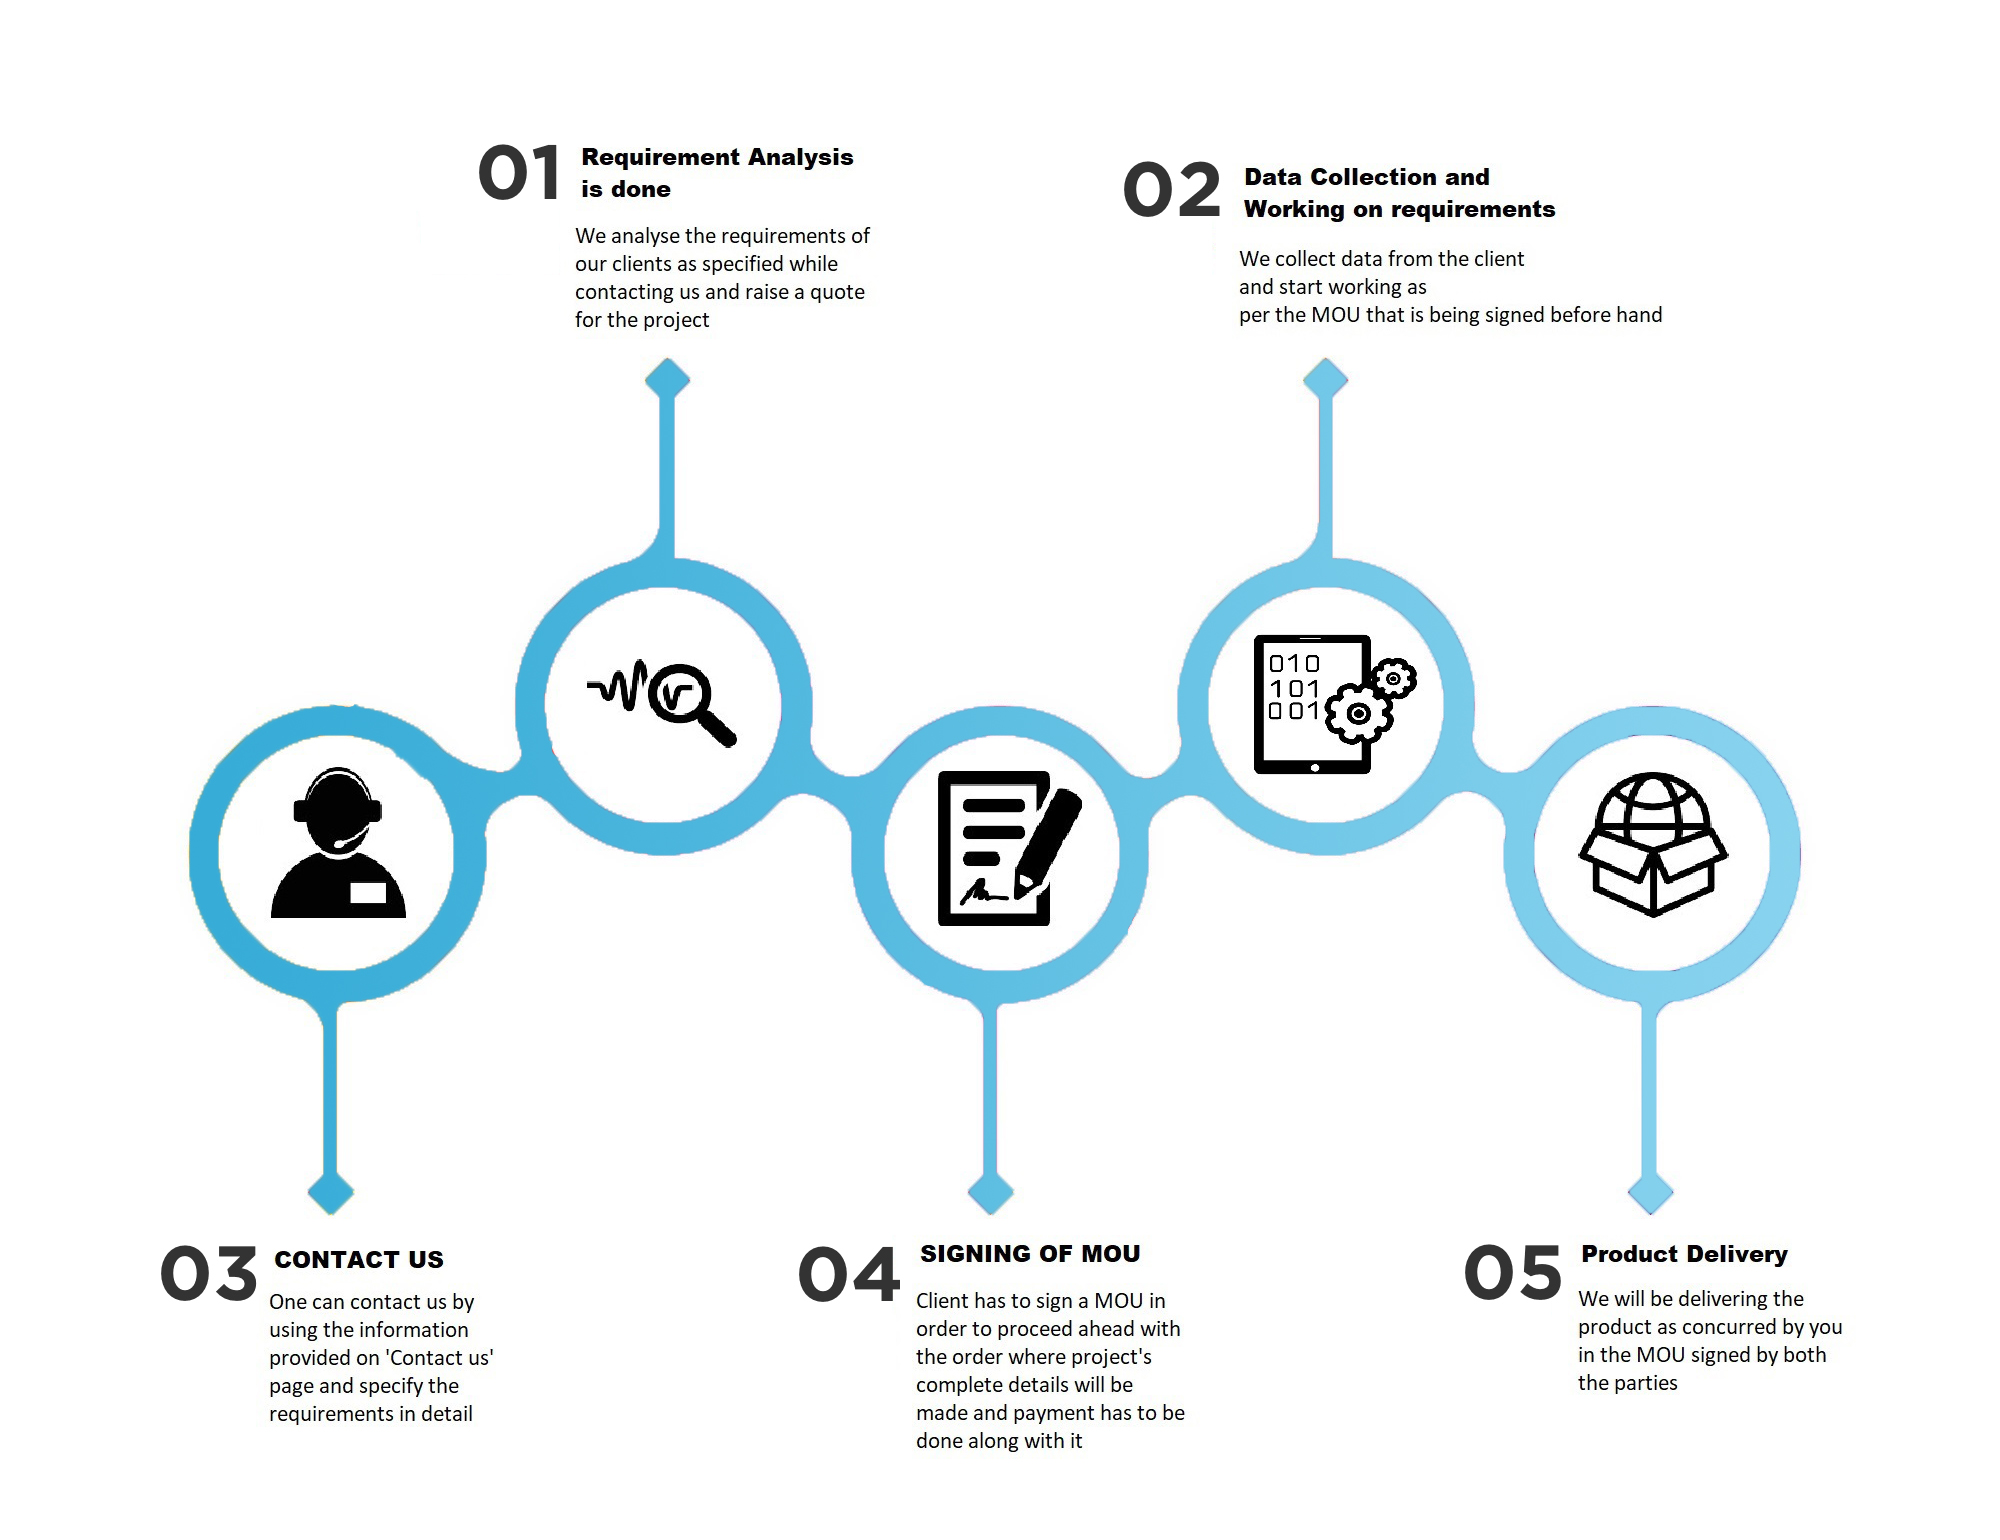 01 Requirement Analysis
is done
We analyse the requirements of
our clients as specified while
contacting us and raise a quote
for the project
02 Data Collection and
Working on requirements
We collect data from the client
and start working as
per the MOU that is being signed before hand
010
101
001
03 CONTACT US
One can contact us by
using the information
provided on 'Contact us'
page and specify the
requirements in detail
04 SIGNING OF MOU
Client has to sign a MOU in
order to proceed ahead with
the order where project's
complete details will be
made and payment has to be
done along with it
05 Product Delivery
We will be delivering the
product as concurred by you
in the MOU signed by both
the parties